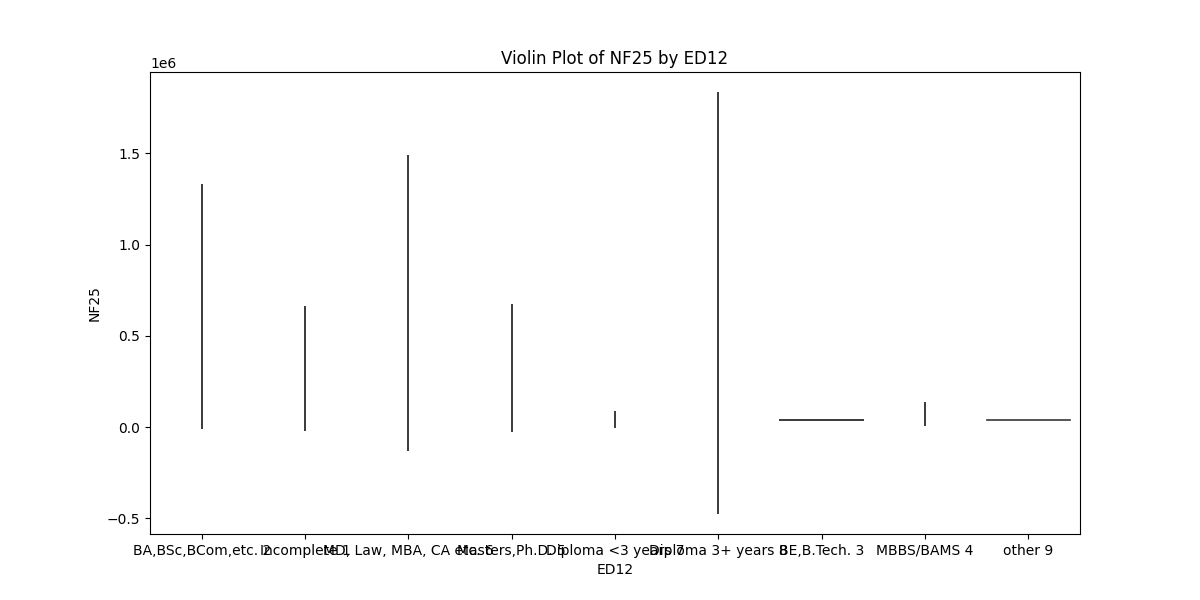 Violin Plot of NF25 by ED12
1e6
1.5
1.0
0.5
0.0
−0.5
NF25
BA,BSc,BCom,etc. 2
Incomplete 1
MD, Law, MBA, CA etc. 6
Masters,Ph.D. 5
Diploma <3 years 7
Diploma 3+ years 8
BE,B.Tech. 3
MBBS/BAMS 4
other 9
ED12